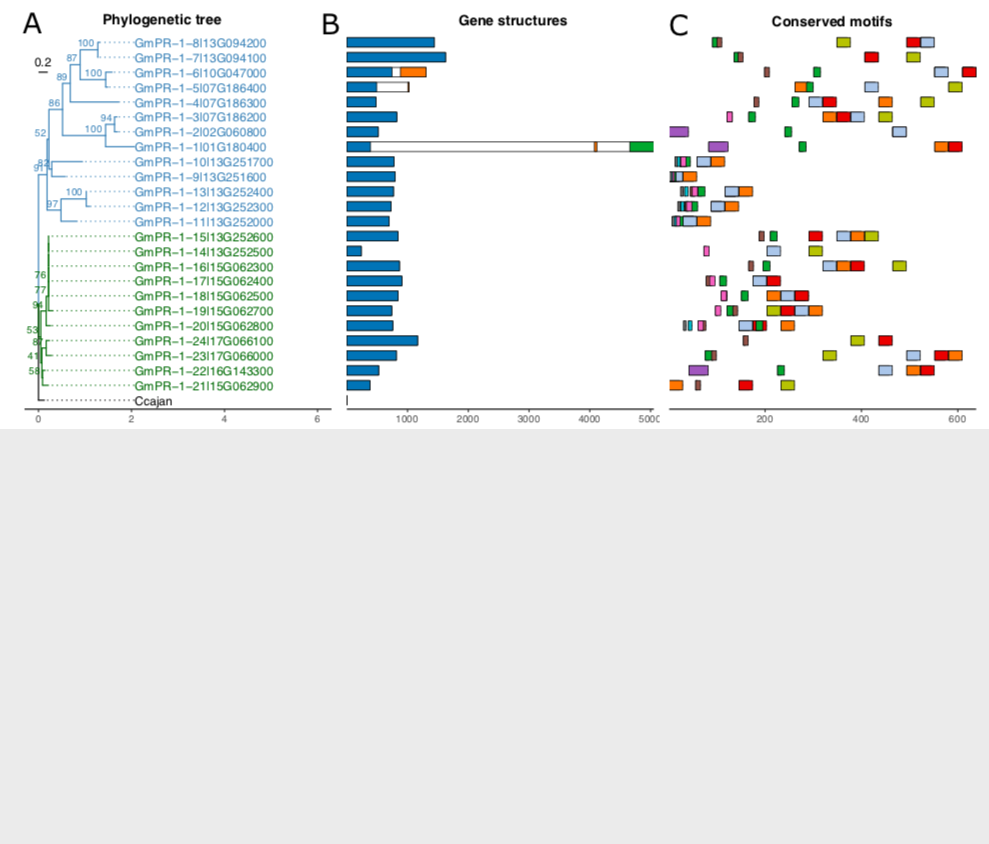 A Phylogenetic tree
B Gene structures
C Conserved motifs
0.2
GmPR-1-8|13G094200
GmPR-1-7|13G094100
GmPR-1-6|10G047000
GmPR-1-5|07G186400
GmPR-1-4|07G186300
GmPR-1-3|07G186200
GmPR-1-2|02G060800
GmPR-1-1|01G180400
GmPR-1-10|13G251700
GmPR-1-9|13G251600
GmPR-1-13|13G252400
GmPR-1-12|13G252300
GmPR-1-11|13G252000
GmPR-1-15|13G252600
GmPR-1-14|13G252500
GmPR-1-16|15G062300
GmPR-1-17|15G062400
GmPR-1-18|15G062500
GmPR-1-19|15G062700
GmPR-1-20|15G062800
GmPR-1-24|17G066100
GmPR-1-23|17G066000
GmPR-1-22|16G143300
GmPR-1-21|15G062900
Ccajan
100
87
100
89
86
94
100
52
100
97
76
77
53
41
0 2 4 6
1000 2000 3000 4000
200 400 600